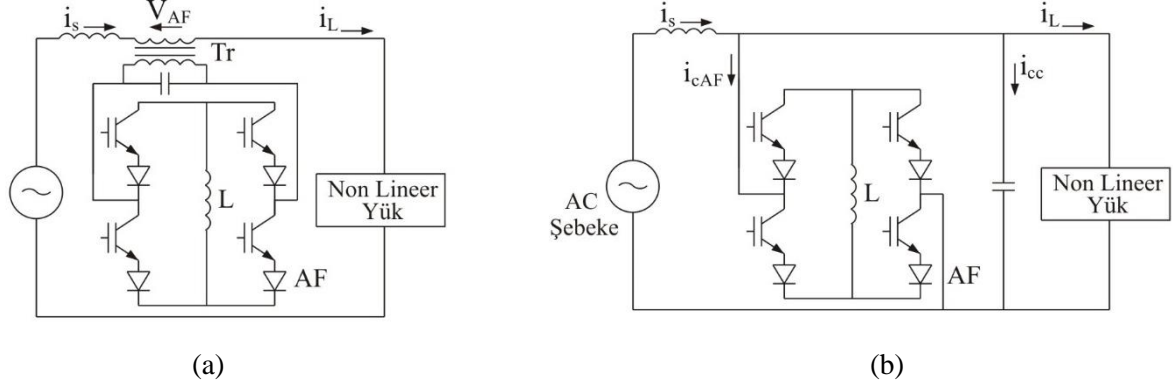 V_AF
i_s
i_L
Tr
L
AF
Non Lineer
Yük
(a)
i_s
i_L
i_cAF
i_cc
L
AC
Şebeke
AF
Non Lineer
Yük
(b)